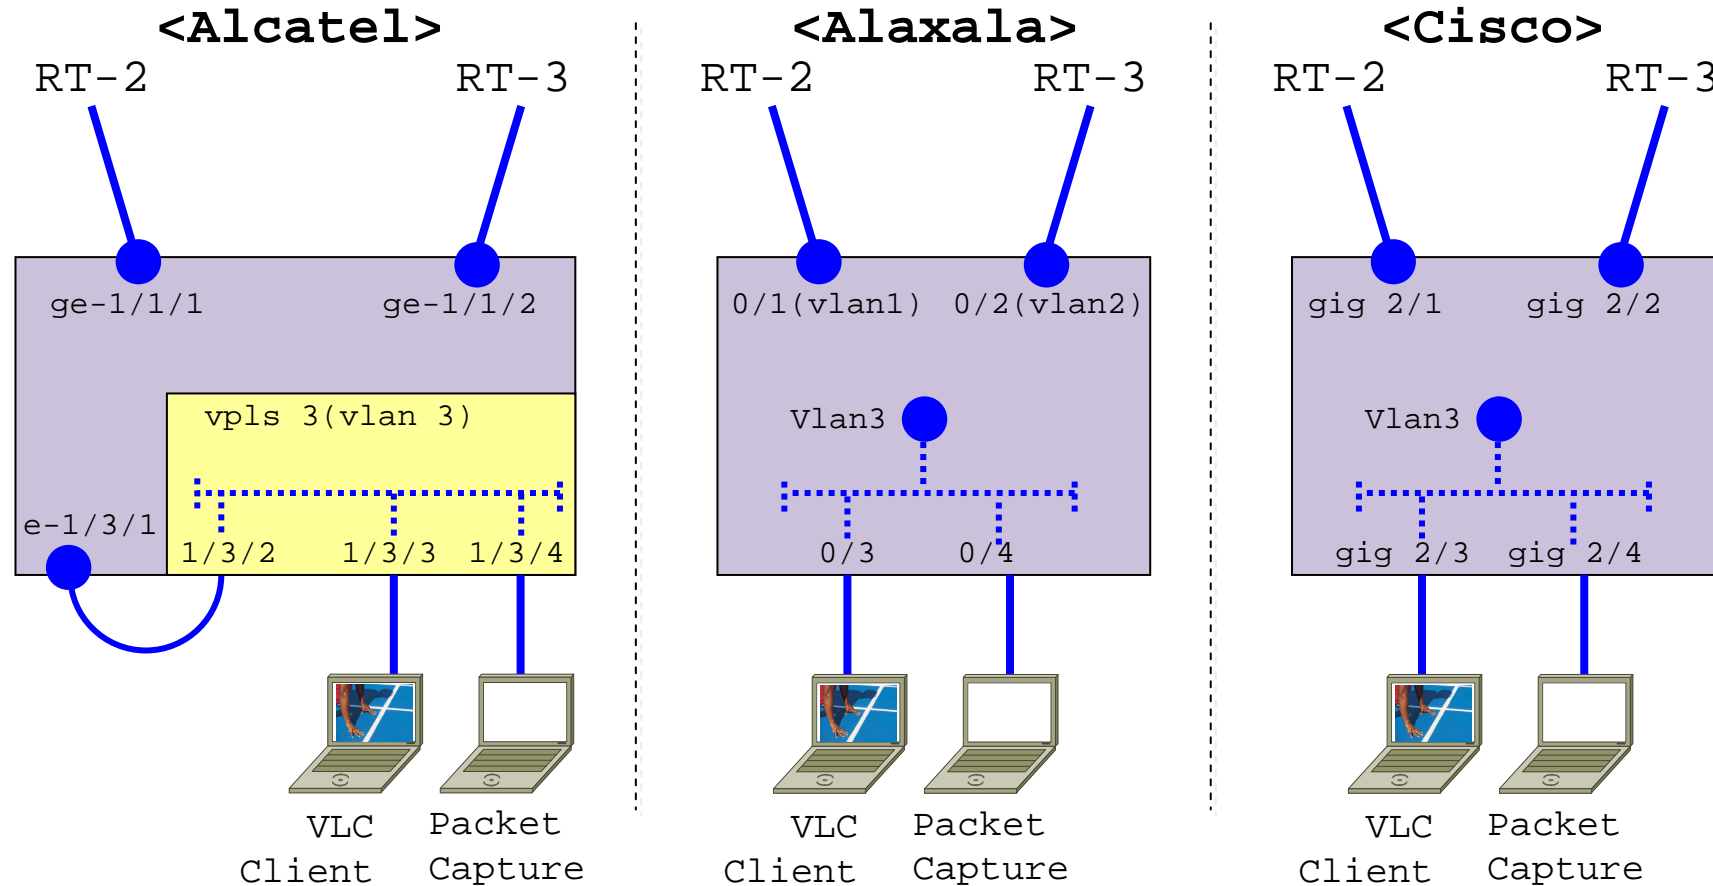 <Alcatel>
RT-2 RT-3
ge-1/1/1 ge-1/1/2
vpls 3(vlan 3)
e-1/3/1
1/3/2 1/3/3 1/3/4
VLC Client
Packet Capture
<Alaxala>
RT-2 RT-3
0/1(vlan1) 0/2(vlan2)
Vlan3
0/3 0/4
VLC Client
Packet Capture
<Cisco>
RT-2 RT-3
gig 2/1 gig 2/2
Vlan3
gig 2/3 gig 2/4
VLC Client
Packet Capture